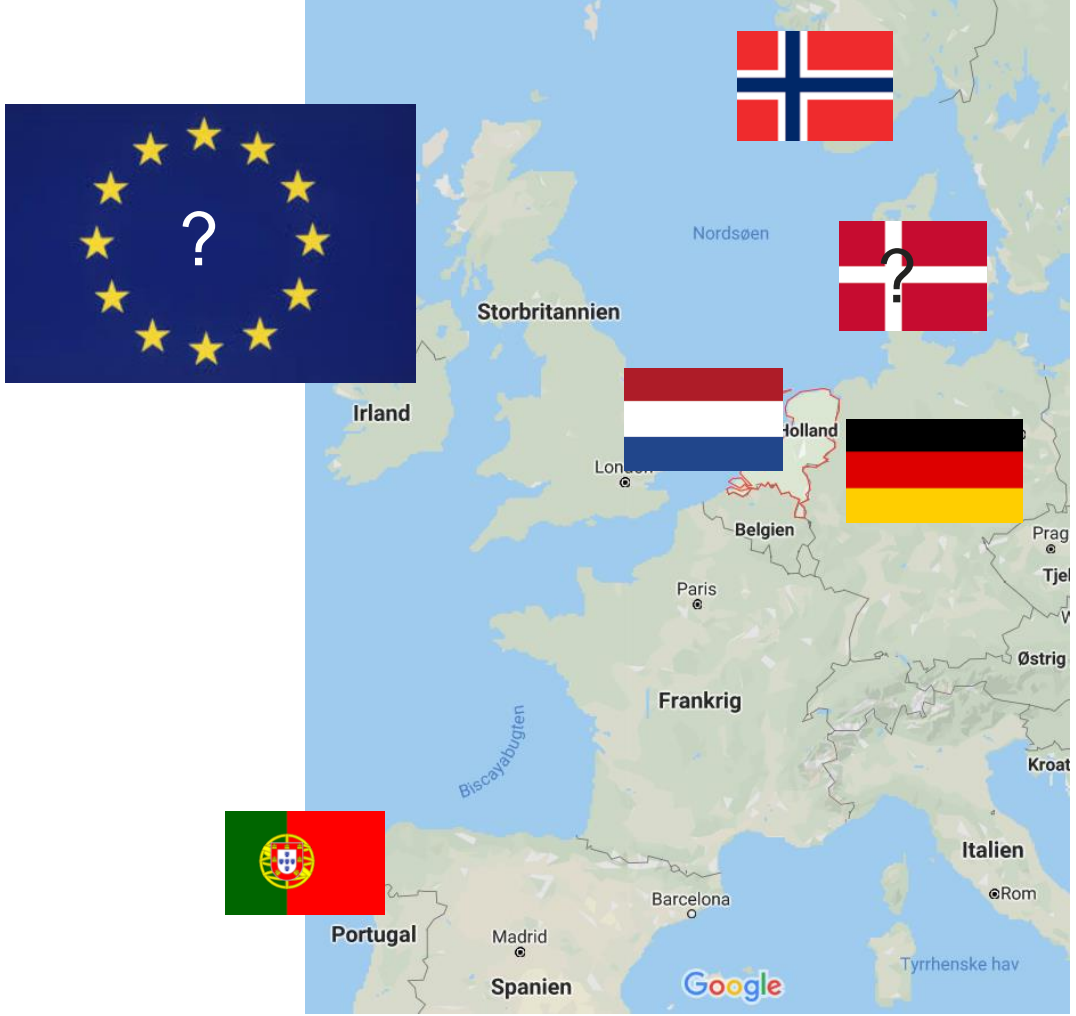 ?
Nordsøen
?
Storbritannien
Irland
Holland
London
Belgien
Prag
Tjel
Paris
Østrig
Frankrig
Biscayabugten
Kroat
Italien
Barcelona
Rom
Portugal
Madrid
Tyrrhenske hav
Spanien
Google